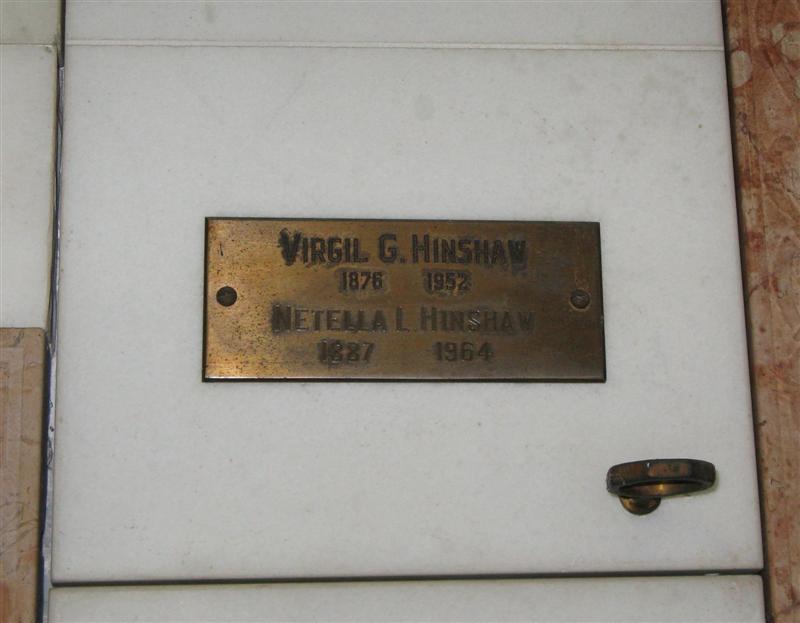 VIRGIL G. HINSHAW
1876 1952
NETELLA L HINSHAW
1887 1964